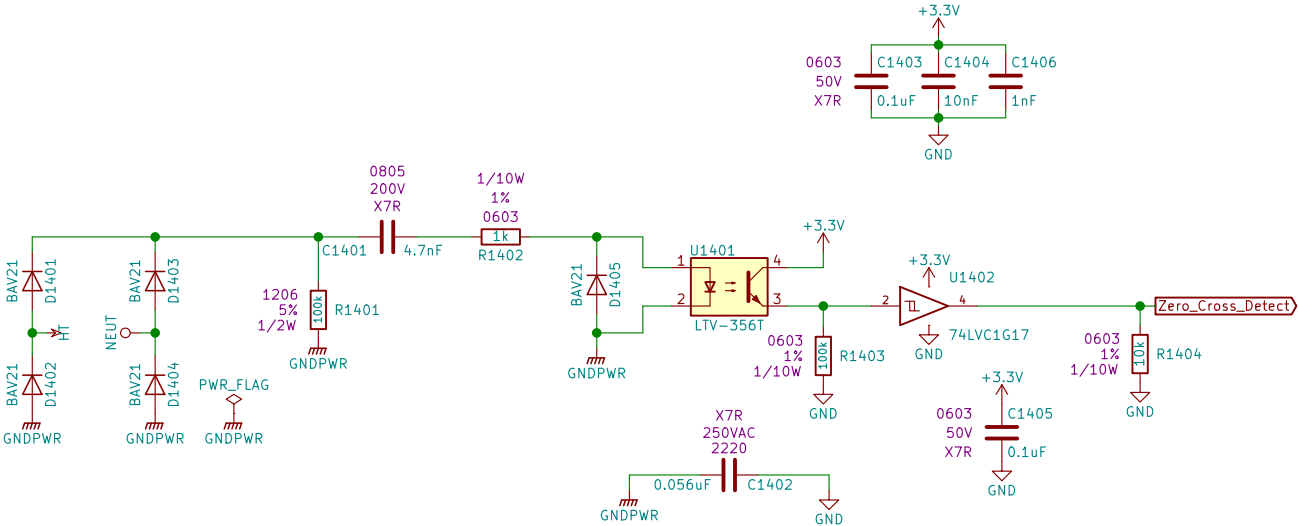 +3.3V
0603
50V
X7R
C1403
0.1uF
C1404
10nF
C1406
1nF
GND
0805
200V
X7R
C1401
4.7nF
1/10W
1%
0603
1k
R1402
BAV21
D1401
BAV21
D1403
HT
NEUT
BAV21
D1402
BAV21
D1404
GNDPWR
GNDPWR
PWR_FLAG
GNDPWR
1206
5%
1/2W
100k
R1401
GNDPWR
BAV21
D1405
GNDPWR
U1401
1
2
4
3
LTV-356T
+3.3V
0603
1%
1/10W
100k
R1403
GND
+3.3V
U1402
2
4
GND
74LVC1G17
Zero_Cross_Detect
0603
1%
1/10W
10k
R1404
GND
X7R
250VAC
2220
0.056uF
C1402
GNDPWR
GND
+3.3V
0603
50V
X7R
C1405
0.1uF
GND